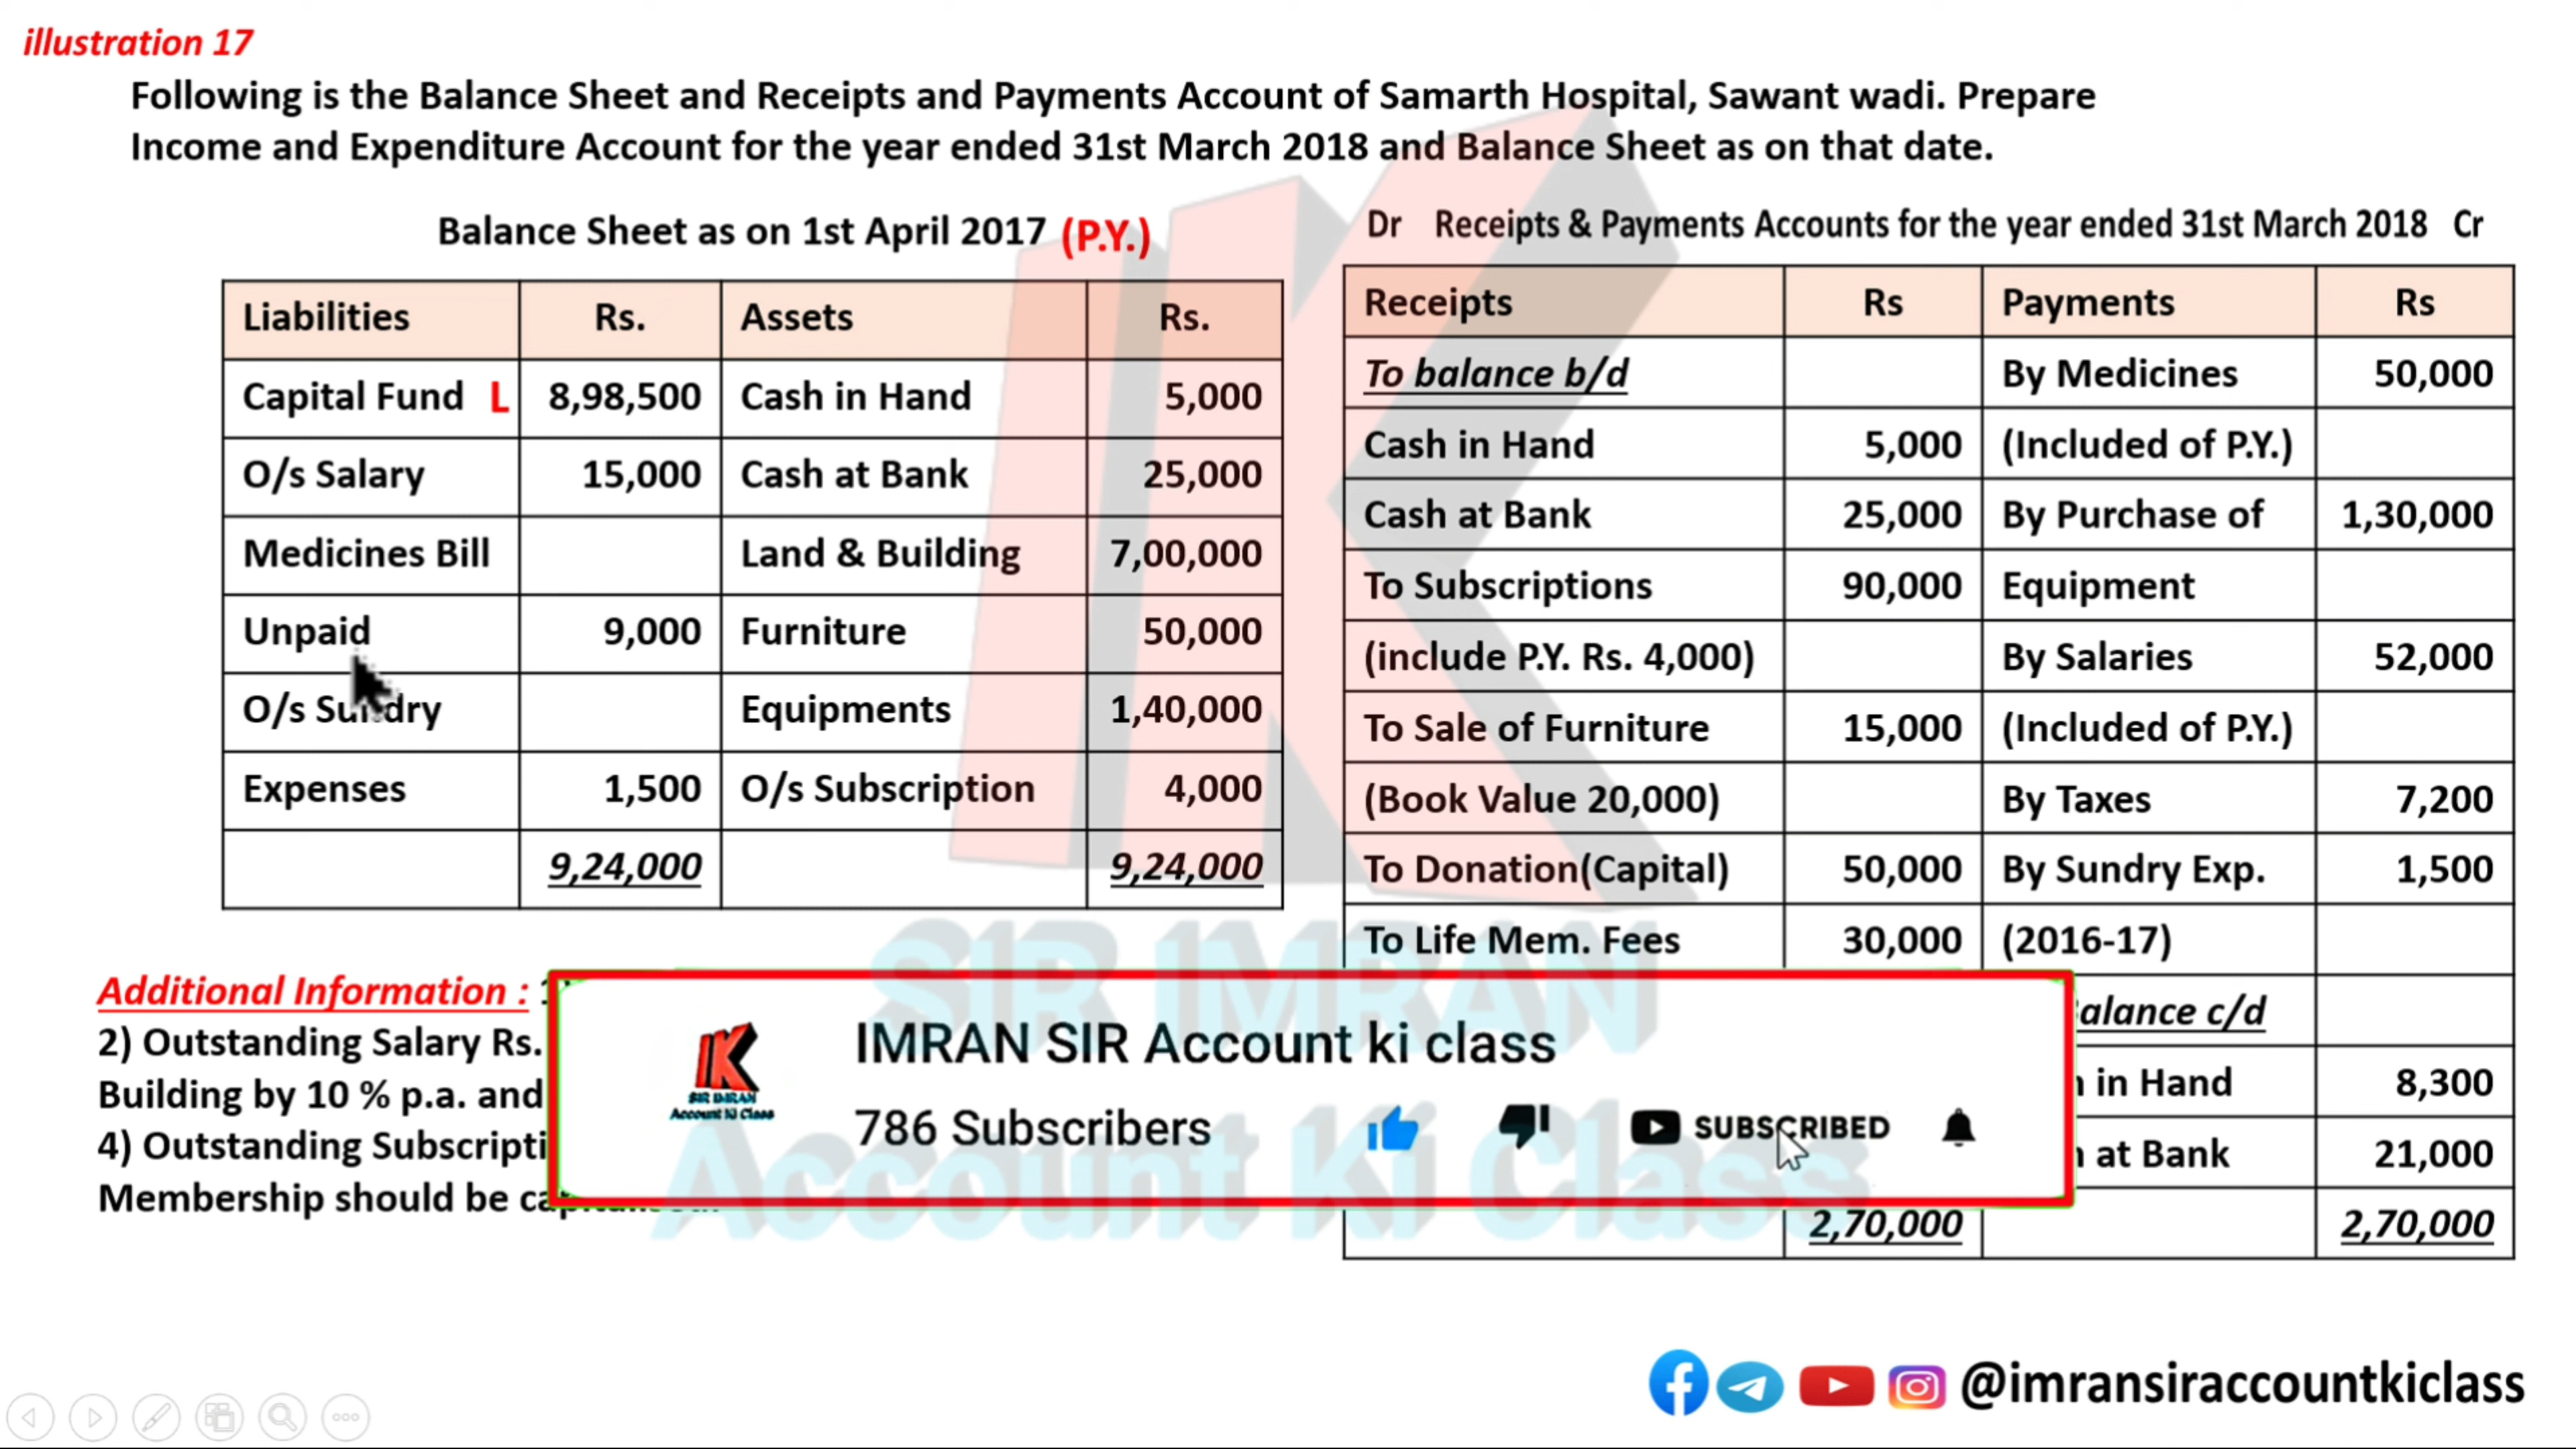 illustration 17
Following is the Balance Sheet and Receipts and Payments Account of Samarth Hospital, Sawant wadi. Prepare
Income and Expenditure Account for the year ended 31st March 2018 and Balance Sheet as on that date.
Balance Sheet as on 1st April 2017 (P.Y.)
Liabilities Rs. Assets Rs.
Capital Fund L 8,98,500 Cash in Hand 5,000
O/s Salary 15,000 Cash at Bank 25,000
Medicines Bill Land & Building 7,00,000
Unpaid 9,000 Furniture 50,000
O/s Sundry Equipments 1,40,000
Expenses 1,500 O/s Subscription 4,000
9,24,000 9,24,000
Dr Receipts & Payments Accounts for the year ended 31st March 2018 Cr
Receipts Rs Payments Rs
To balance b/d By Medicines 50,000
Cash in Hand 5,000 (Included of P.Y.)
Cash at Bank 25,000 By Purchase of 1,30,000
To Subscriptions 90,000 Equipment
(include P.Y. Rs. 4,000) By Salaries 52,000
To Sale of Furniture 15,000 (Included of P.Y.)
(Book Value 20,000) By Taxes 7,200
To Donation(Capital) 50,000 By Sundry Exp. 1,500
To Life Mem. Fees 30,000 (2016-17)
alance c/d
in Hand 8,300
at Bank 21,000
2,70,000 2,70,000
Additional Information :
2) Outstanding Salary Rs.
Building by 10 % p.a. and
4) Outstanding Subscripti
Membership should be
IMRAN SIR Account ki class
786 Subscribers
SUBSCRIBED
K
SIR IMRAN
Account Ki Class
SIR IMRAN
Account Ki Class
@imransiraccountkiclass